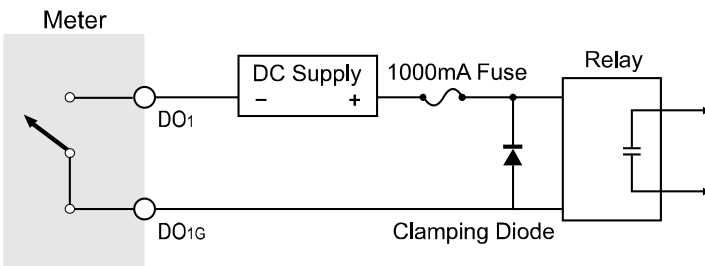 Meter
DC Supply
− +
1000mA Fuse
Relay
DO1
DO1G
Clamping Diode